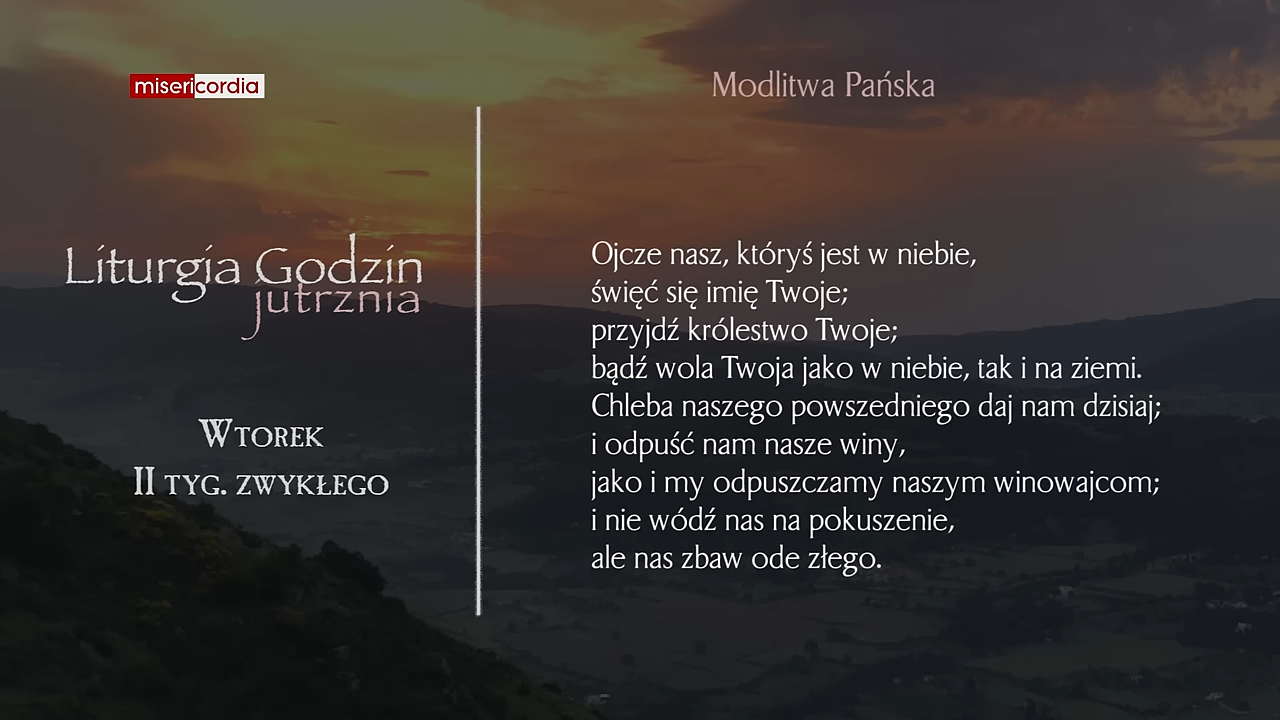 misericordia
Liturgia Godzin
jutrznia
Wtorek
II tyg. zwykłego
Modlitwa Pańska
Ojcze nasz, któryś jest w niebie,
święć się imię Twoje;
przyjdź królestwo Twoje;
bądź wola Twoja jako w niebie, tak i na ziemi.
Chleba naszego powszedniego daj nam dzisiaj;
i odpuść nam nasze winy,
jako i my odpuszczamy naszym winowajcom;
i nie wódź nas na pokuszenie,
ale nas zbaw ode złego.